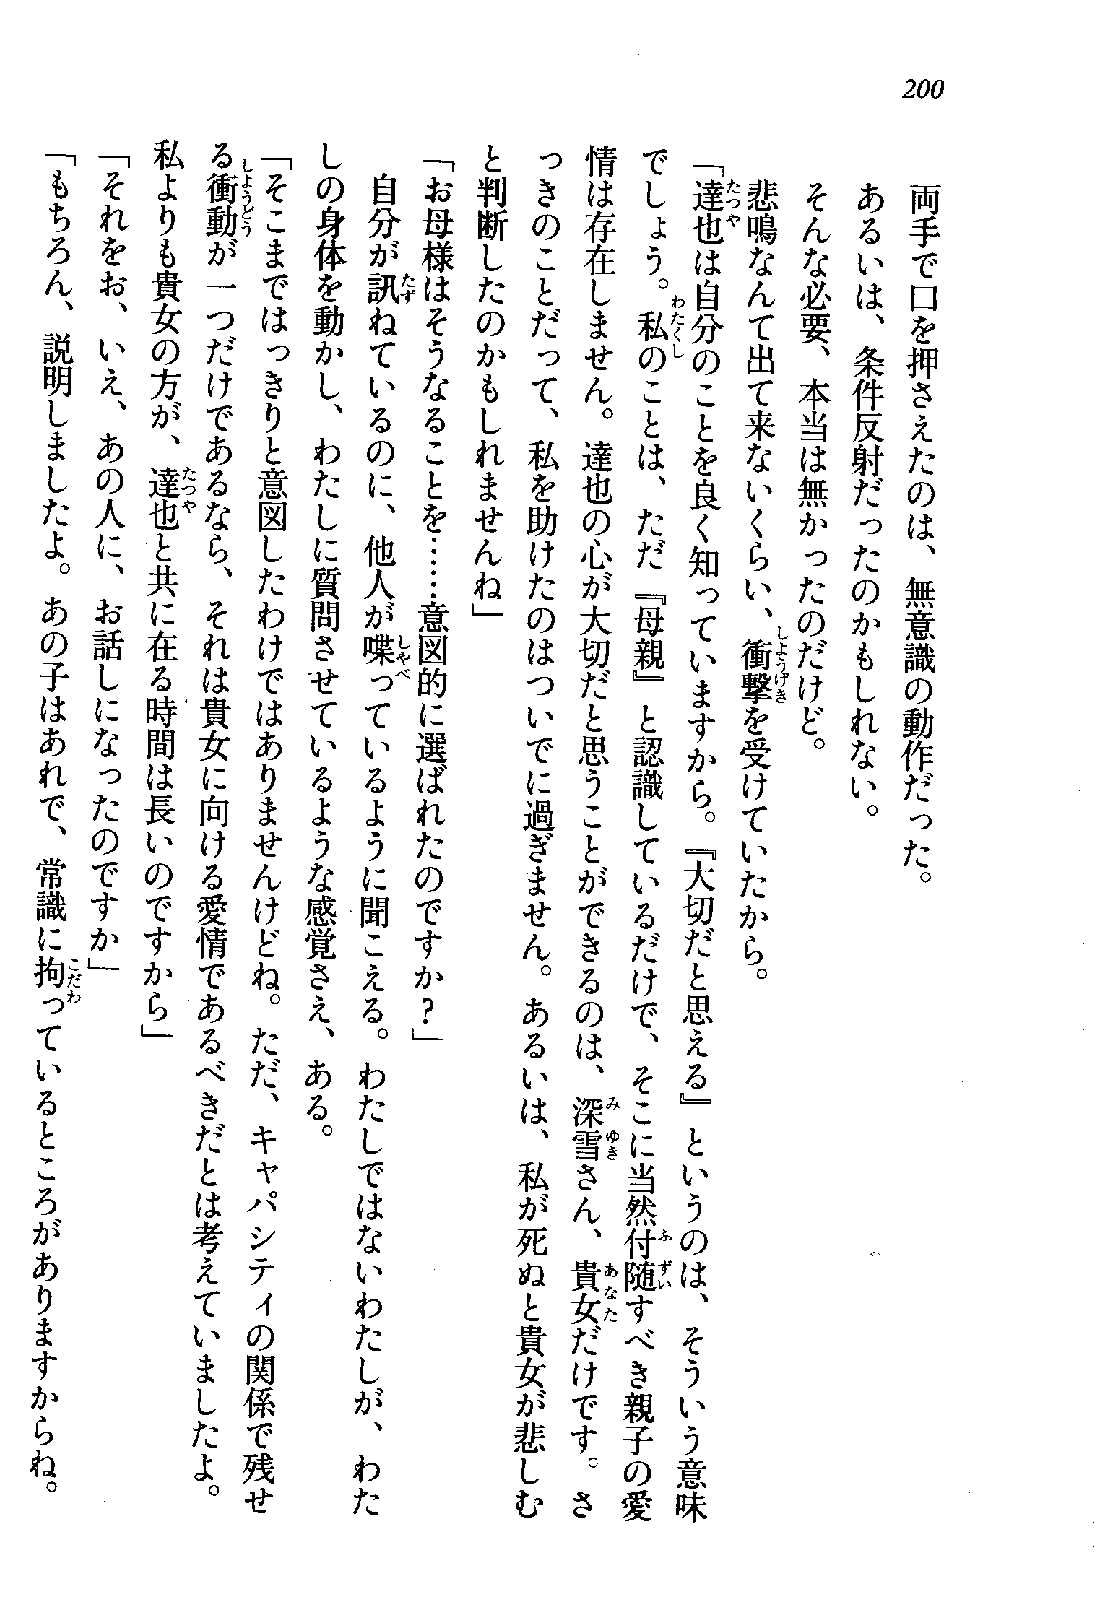 200
両手で口を押さえたのは、無意識の動作だった。
あるいは、条件反射だったのかもしれない。
そんな必要、本当は無かったのだけど。
悲鳴なんて出て来ないくらい、衝撃を受けていたから。
「達也は自分のことを良く知っていますから。『大切だと思える』というのは、そういう意味
でしょう。私のことは、ただ『母親』と認識しているだけで、そこに当然付随すべき親子の愛
情は存在しません。達也の心が大切だと思うことができるのは、深雪さん、貴女だけです。さ
っきのことだって、私を助けたのはついでに過ぎません。あるいは、私が死ぬと貴女が悲しむ
と判断したのかもしれませんね」
「お母様はそうなることを……意図的に選ばれたのですか？」
自分が訊ねているのに、他人が喋っているように聞こえる。わたしではないわたしが、わた
しの身体を動かし、わたしに質問させているような感覚さえ、ある。
「そこまではっきりと意図したわけではありませんけどね。ただ、キャパシティの関係で残せ
る衝動が一つだけであるなら、それは貴女に向ける愛情であるべきだとは考えていましたよ。
私よりも貴女の方が、達也と共に在る時間は長いのですから」
「それをお、いえ、あの人に、お話しになったのですか」
「もちろん、説明しましたよ。あの子はあれで、常識に拘っているところがありますからね。